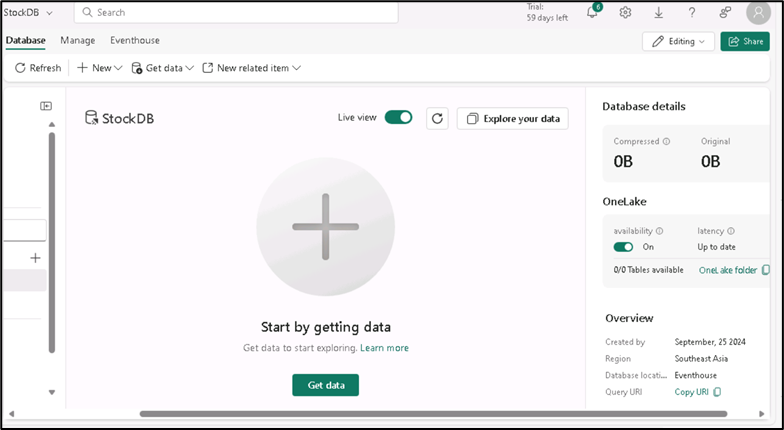 StockDB
Search
Trial:
59 days left
6
Database
Manage
Eventhouse
Editing
Share
Refresh
New
Get data
New related item
StockDB
Live view
Explore your data
Start by getting data
Get data to start exploring. Learn more
Get data
Database details
Compressed
Original
0B
0B
OneLake
availability
latency
On
Up to date
0/0 Tables available
OneLake folder
Overview
Created by
September, 25 2024
Region
Southeast Asia
Database locati...
Eventhouse
Query URI
Copy URI